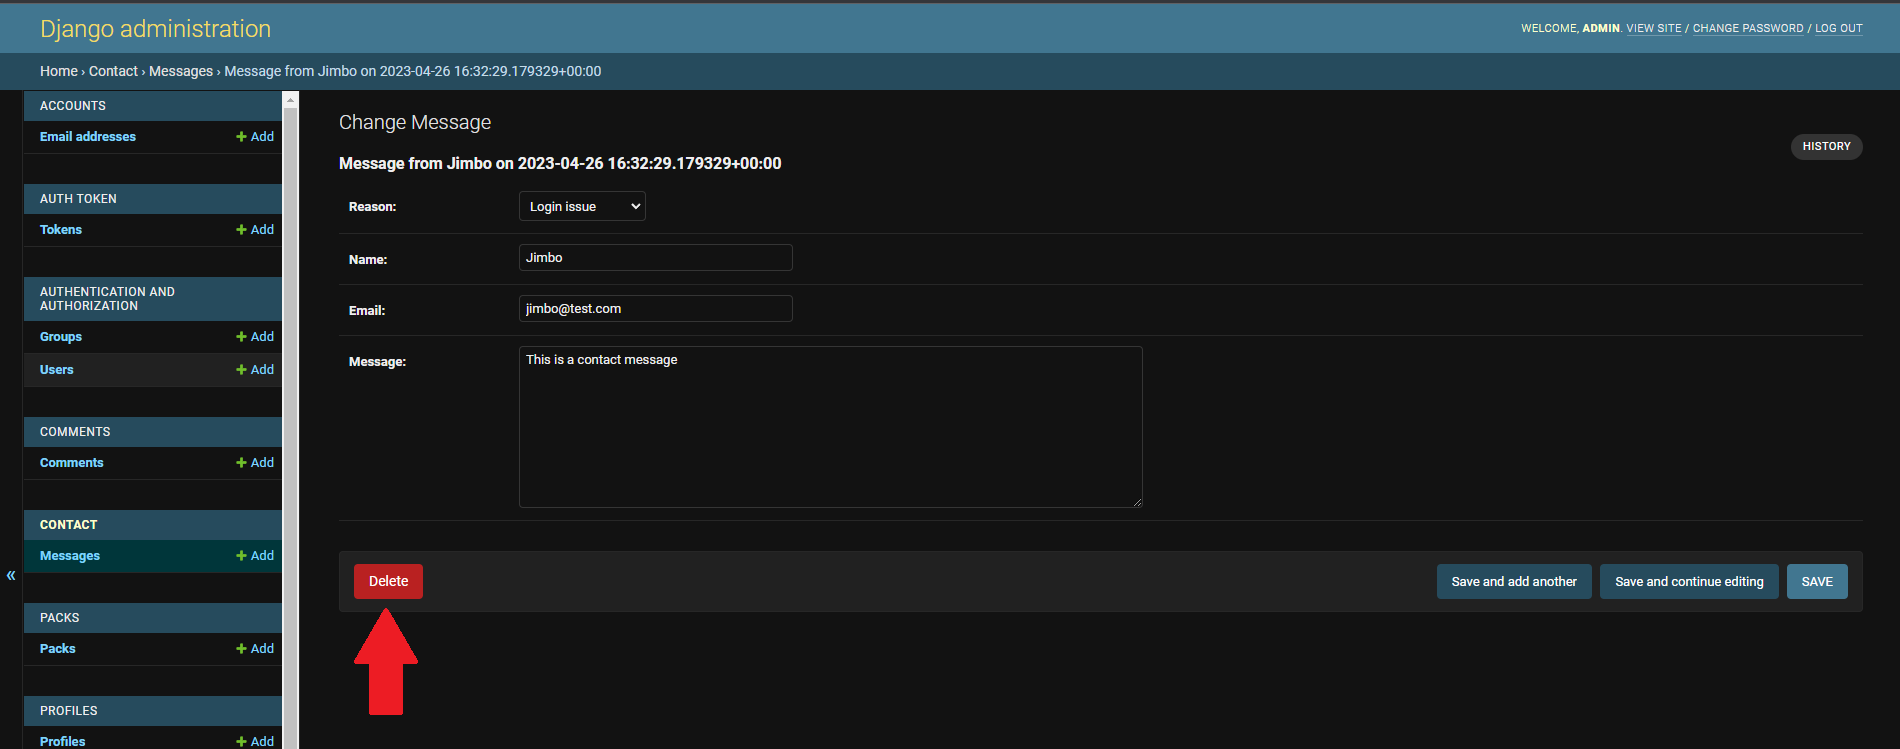 Django administration
WELCOME, ADMIN. VIEW SITE / CHANGE PASSWORD / LOG OUT
Home › Contact › Messages › Message from Jimbo on 2023-04-26 16:32:29.179329+00:00
ACCOUNTS
Email addresses + Add
AUTH TOKEN
Tokens + Add
AUTHENTICATION AND
AUTHORIZATION
Groups + Add
Users + Add
COMMENTS
Comments + Add
CONTACT
Messages + Add
PACKS
Packs + Add
PROFILES
Profiles + Add
«
Change Message
HISTORY
Message from Jimbo on 2023-04-26 16:32:29.179329+00:00
Reason: Login issue
Name: Jimbo
Email: jimbo@test.com
Message: This is a contact message
Delete
Save and add another
Save and continue editing
SAVE